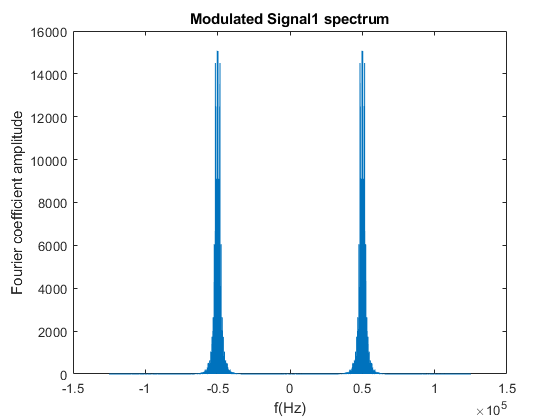 Modulated Signal1 spectrum
16000
14000
12000
10000
8000
6000
4000
2000
0
Fourier coefficient amplitude
-1.5 -1 -0.5 0 0.5 1 1.5
×10⁵
f(Hz)